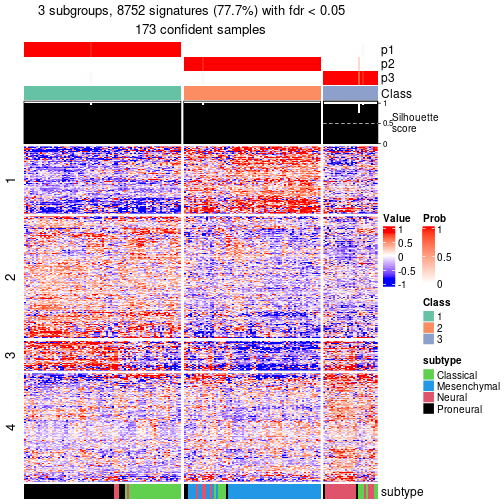 3 subgroups, 8752 signatures (77.7%) with fdr < 0.05
173 confident samples
p1
p2
p3
Class
1
0.5
0
Silhouette
score
1
2
3
4
Value
1
0.5
0
-0.5
-1
Prob
1
0.5
0
Class
1
2
3
subtype
Classical
Mesenchymal
Neural
Proneural
subtype